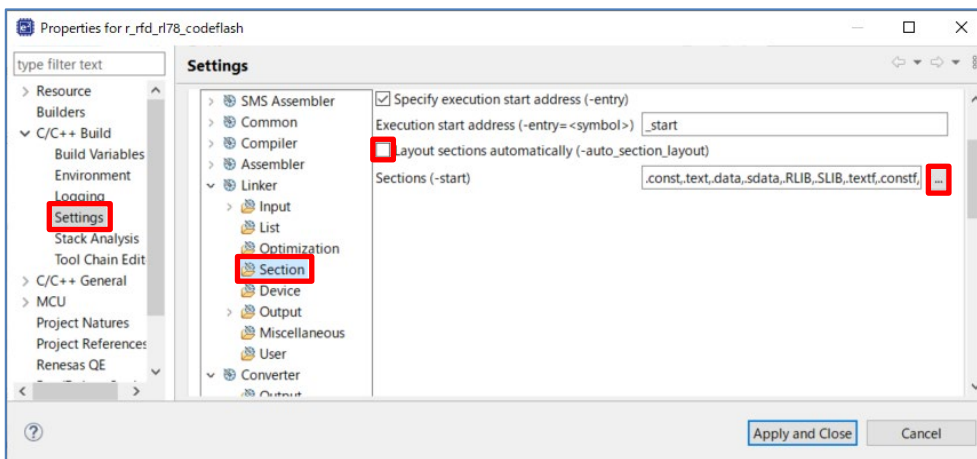 Properties for r_rfd_rl78_codeflash
type filter text
Settings
Resource
Builders
C/C++ Build
Build Variables
Environment
Logging
Settings
Stack Analysis
Tool Chain Edit
C/C++ General
MCU
Project Natures
Project References
Renesas QE
SMS Assembler
Common
Compiler
Assembler
Linker
Input
List
Optimization
Section
Device
Output
Miscellaneous
User
Converter
Output
Specify execution start address (-entry)
Execution start address (-entry=<symbol>) _start
Layout sections automatically (-auto_section_layout)
Sections (-start) .const,.text,.data,.sdata,.RLIB,.SLIB,.textf,.constf, ...
Apply and Close Cancel